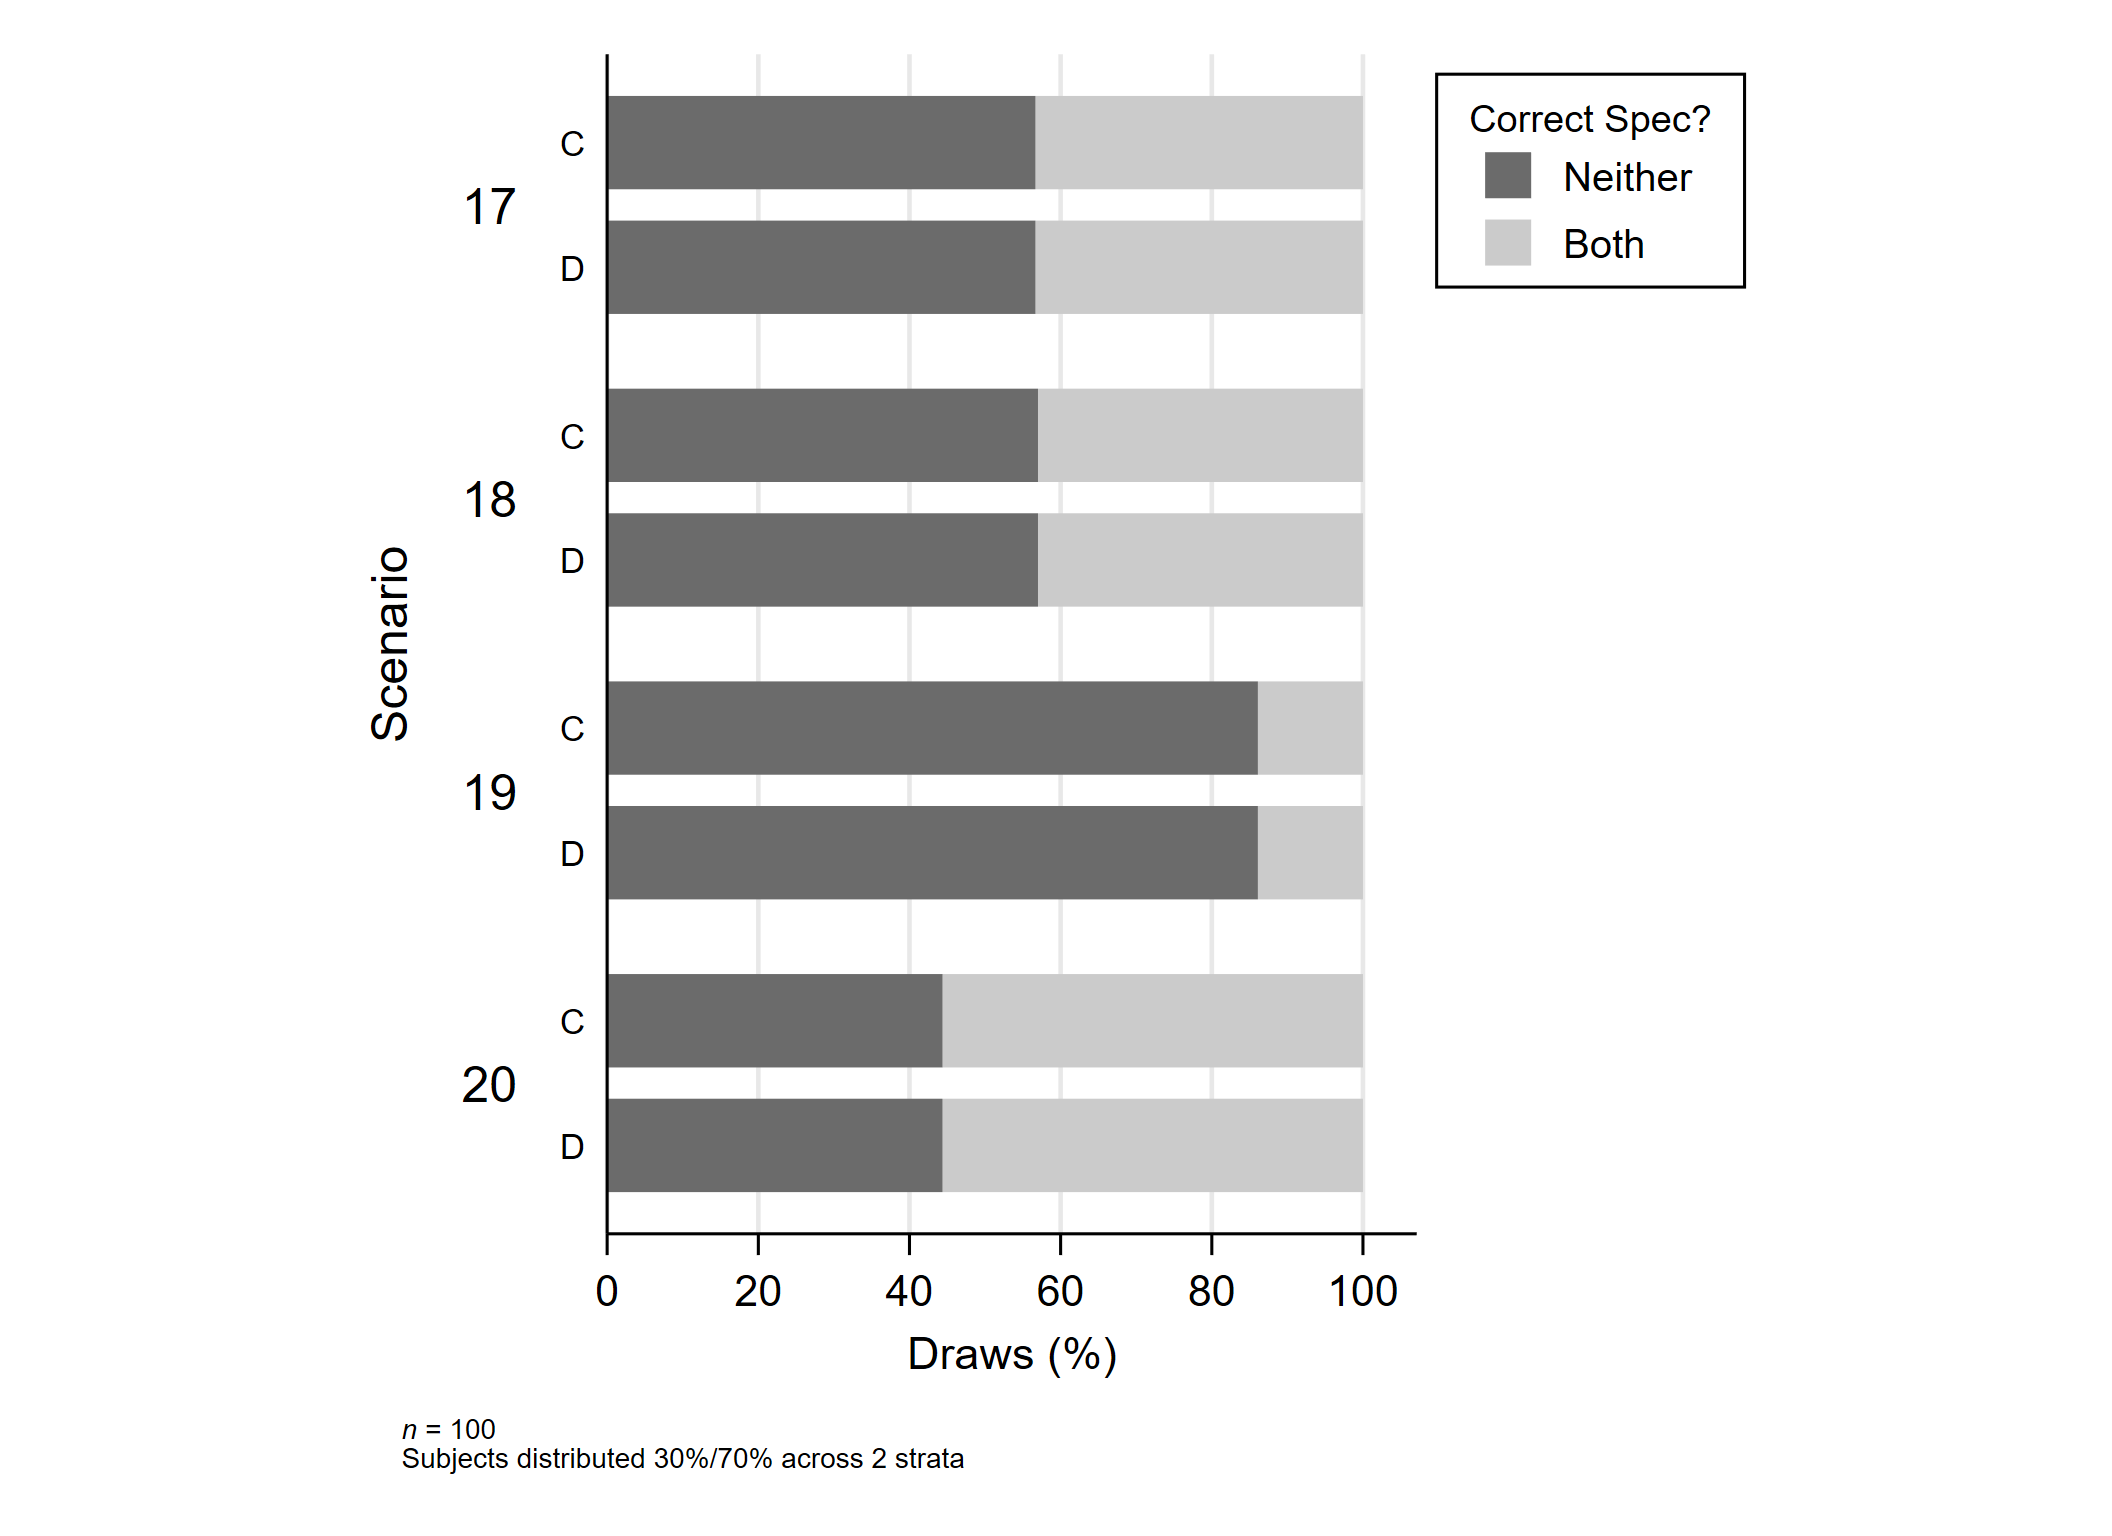 Correct Spec?
Neither
Both
Scenario
17
C
D
18
C
D
19
C
D
20
C
D
0 20 40 60 80 100
Draws (%)
n = 100
Subjects distributed 30%/70% across 2 strata